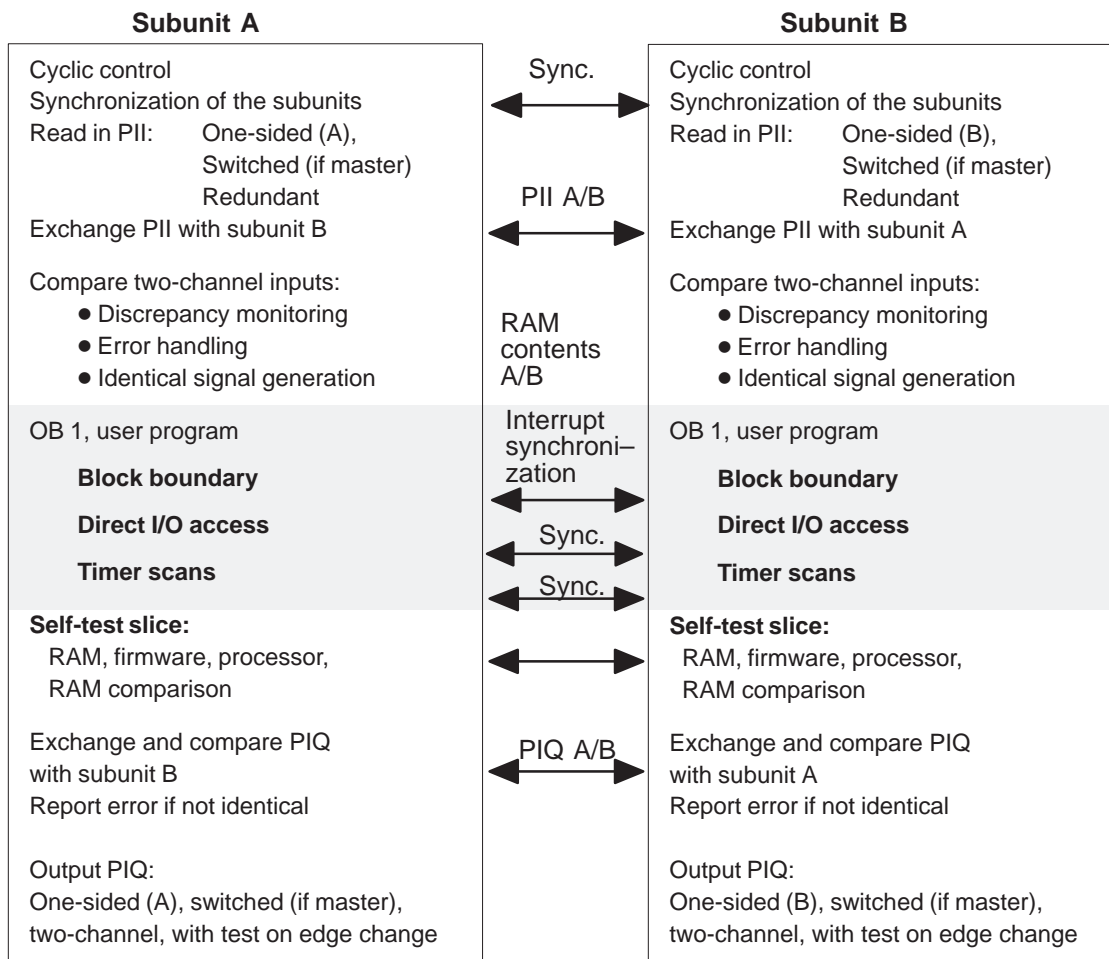 Subunit A
Subunit B
Cyclic control
Synchronization of the subunits
Read in PII: One-sided (A),
Switched (if master)
Redundant
Exchange PII with subunit B
Compare two-channel inputs:
● Discrepancy monitoring
● Error handling
● Identical signal generation
OB 1, user program
Block boundary
Direct I/O access
Timer scans
Self-test slice:
RAM, firmware, processor,
RAM comparison
Exchange and compare PIQ
with subunit B
Report error if not identical
Output PIQ:
One-sided (A), switched (if master),
two-channel, with test on edge change
Sync.
PII A/B
RAM
contents
A/B
Interrupt
synchroni–
zation
Sync.
Sync.
PIQ A/B
Cyclic control
Synchronization of the subunits
Read in PII: One-sided (B),
Switched (if master)
Redundant
Exchange PII with subunit A
Compare two-channel inputs:
● Discrepancy monitoring
● Error handling
● Identical signal generation
OB 1, user program
Block boundary
Direct I/O access
Timer scans
Self-test slice:
RAM, firmware, processor,
RAM comparison
Exchange and compare PIQ
with subunit A
Report error if not identical
Output PIQ:
One-sided (B), switched (if master),
two-channel, with test on edge change